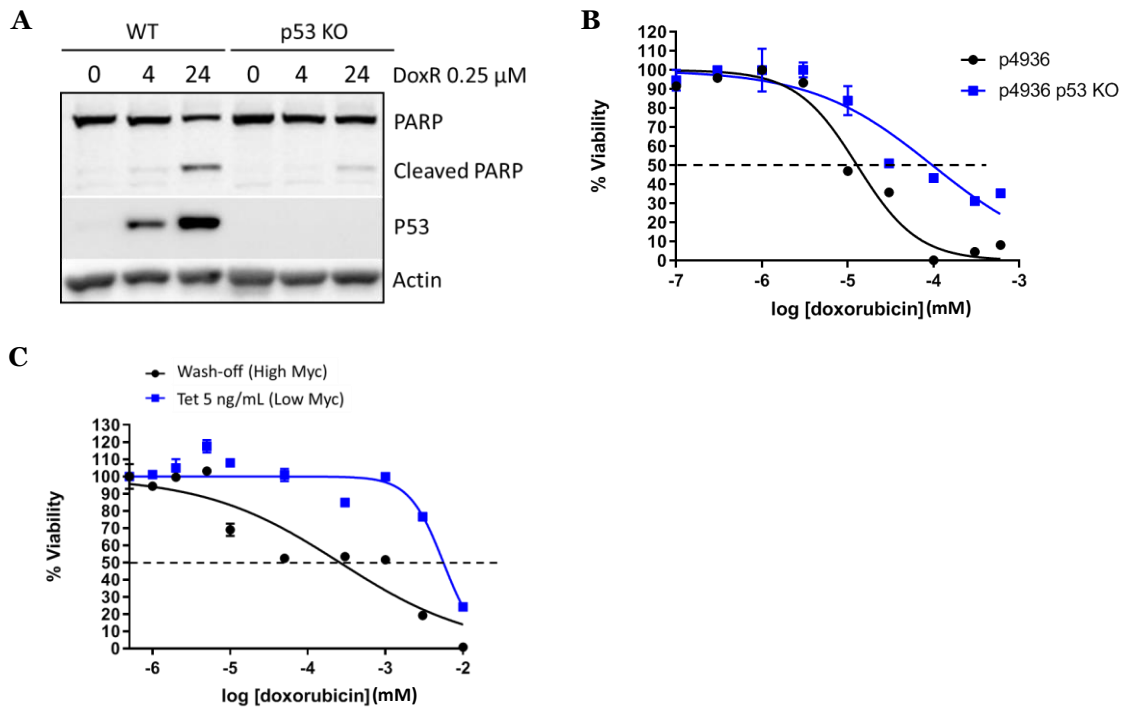 A
WT p53 KO
0 4 24 0 4 24 DoxR 0.25 µM
PARP
Cleaved PARP
P53
Actin
B
120
110
100
90
80
70
60
50
40
30
20
10
0
% Viability
-7 -6 -5 -4 -3
log [doxorubicin] (mM)
p4936
p4936 p53 KO
C
Wash-off (High Myc)
Tet 5 ng/mL (Low Myc)
130
120
110
100
90
80
70
60
50
40
30
20
10
0
% Viability
-6 -5 -4 -3 -2
log [doxorubicin] (mM)